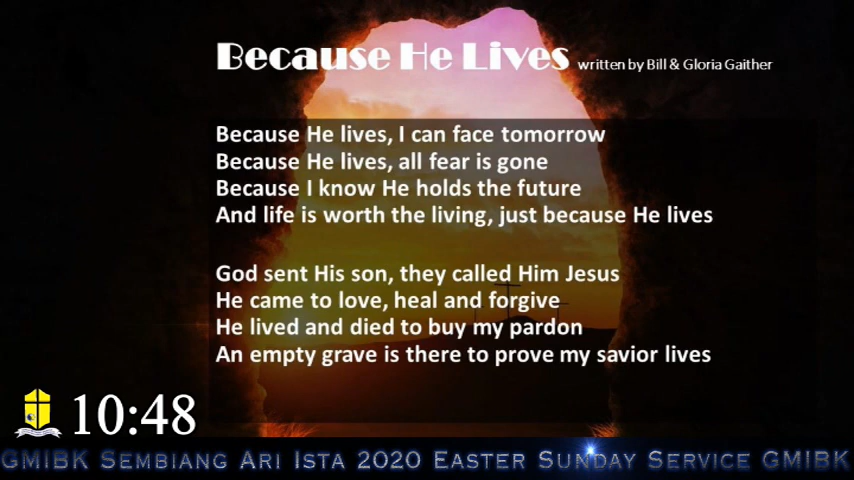 Because He Lives written by Bill & Gloria Gaither
Because He lives, I can face tomorrow
Because He lives, all fear is gone
Because I know He holds the future
And life is worth the living, just because He lives
God sent His son, they called Him Jesus
He came to love, heal and forgive
He lived and died to buy my pardon
An empty grave is there to prove my savior lives
10:48
GMIBK Sembiang Ari Ista 2020 Easter Sunday Service GMIBK